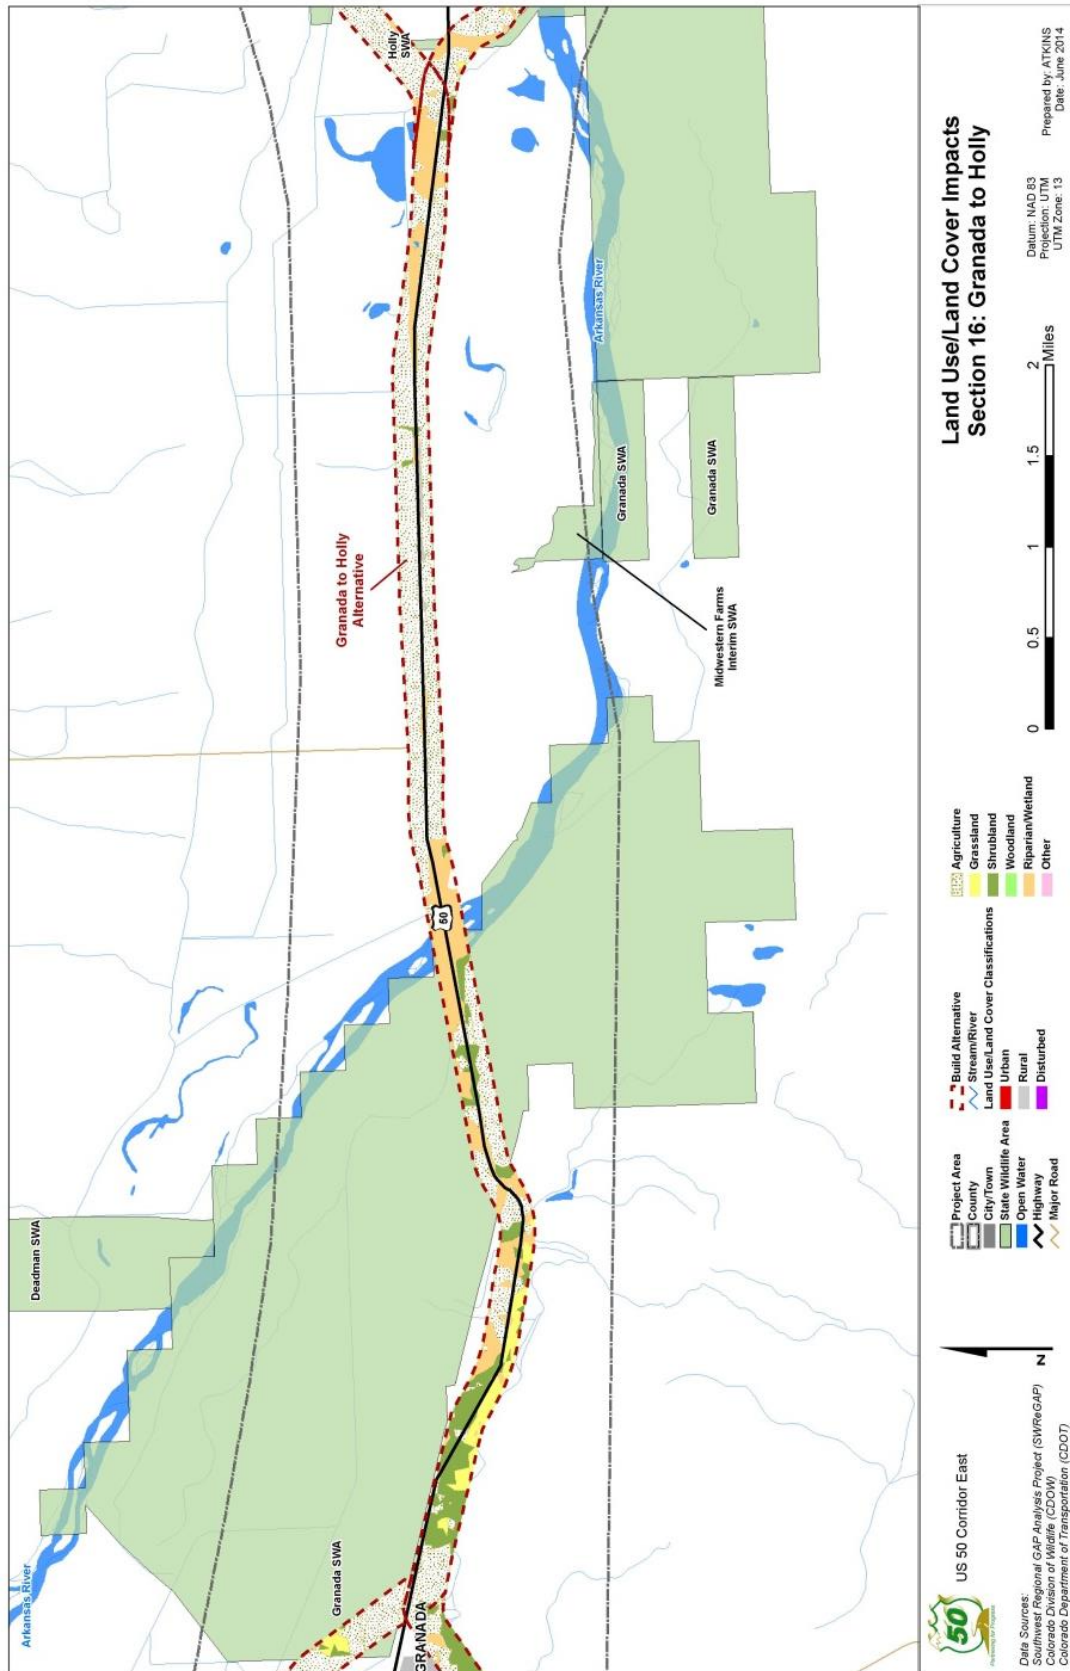 Arkansas River
Deadman SWA
Granada SWA
GRANADA
50
Granada to Holly
Alternative
Holly
SWA
Arkansas River
Midwestern Farms
Interim SWA
Granada SWA
Granada SWA
50
US 50 Corridor East
Data Sources:
Southwest Regional GAP Analysis Project (SWReGAP)
Colorado Division of Wildlife (CDOW)
Colorado Department of Transportation (CDOT)
N
Project Area
County
City/Town
State Wildlife Area
Open Water
Highway
Major Road
Build Alternative
Stream/River
Land Use/Land Cover Classifications
Urban
Rural
Disturbed
Agriculture
Grassland
Shrubland
Woodland
Riparian/Wetland
Other
0 0.5 1 1.5 2
Miles
Land Use/Land Cover Impacts
Section 16: Granada to Holly
Datum: NAD 83
Projection: UTM
UTM Zone: 13
Prepared by: ATKINS
Date: June 2014